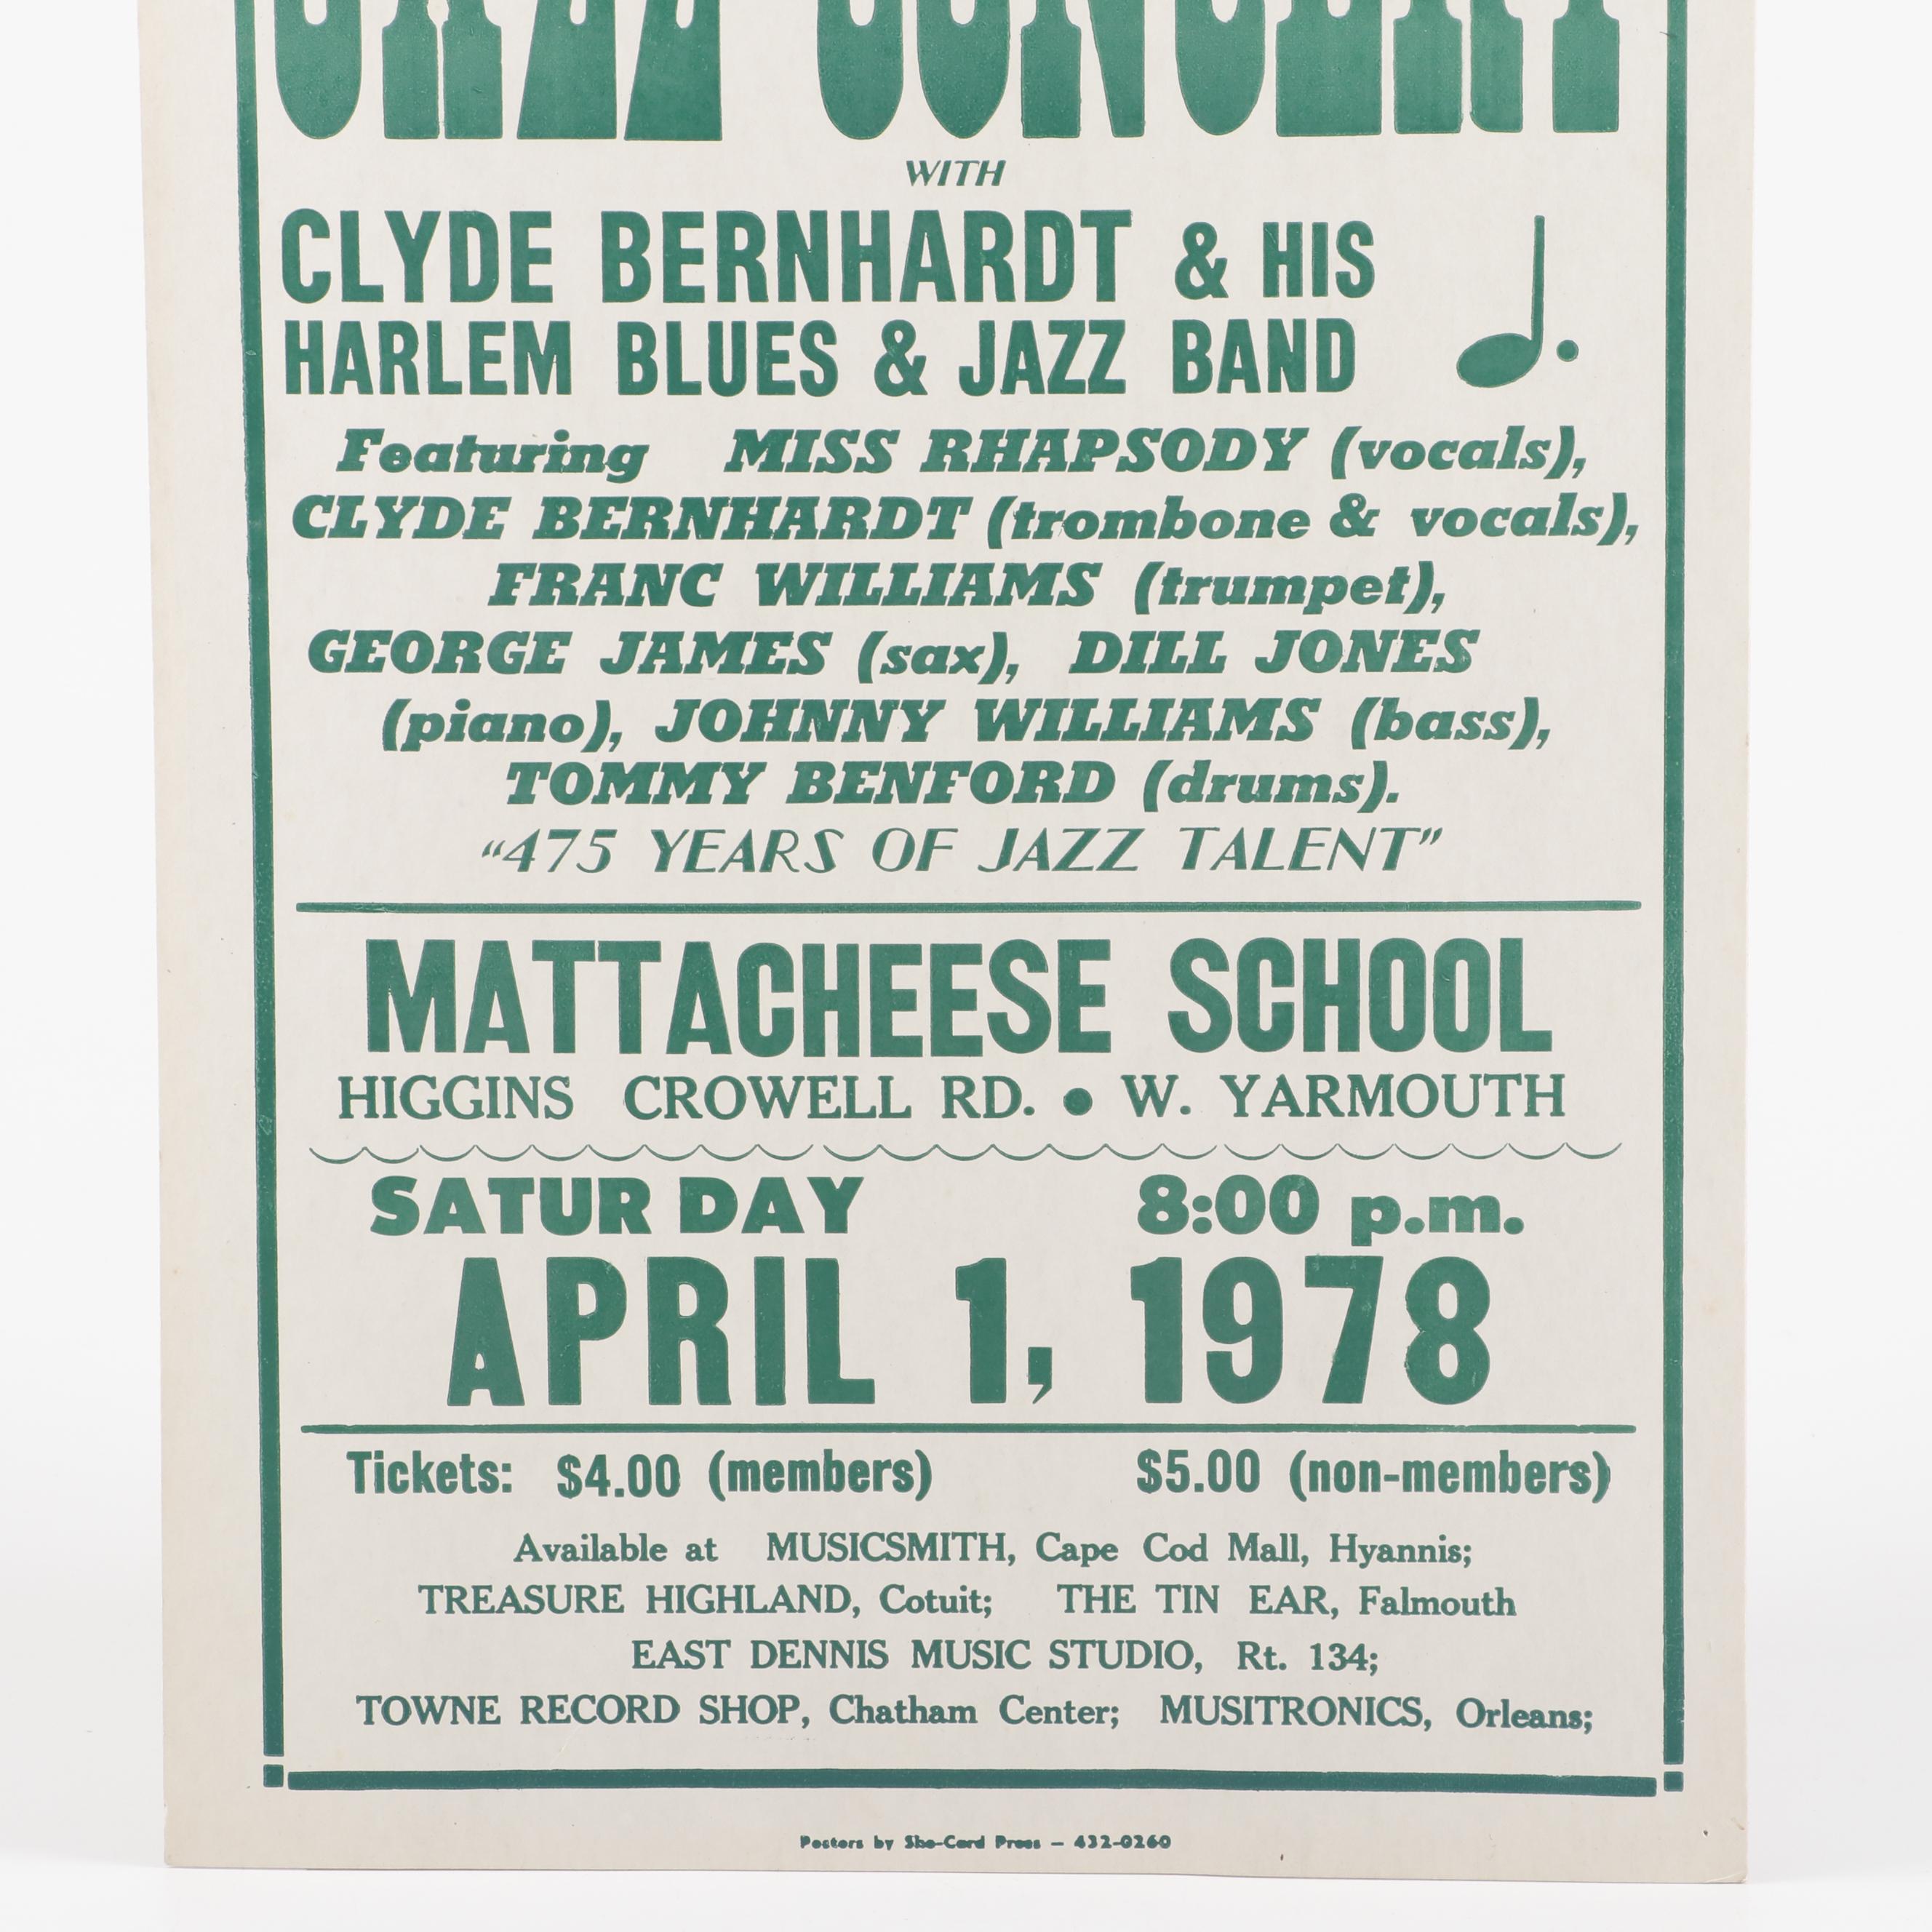 JAZZ CONCERT
WITH
CLYDE BERNHARDT & HIS
HARLEM BLUES & JAZZ BAND
Featuring MISS RHAPSODY (vocals),
CLYDE BERNHARDT (trombone & vocals),
FRANC WILLIAMS (trumpet),
GEORGE JAMES (sax), DILL JONES
(piano), JOHNNY WILLIAMS (bass),
TOMMY BENFORD (drums).
"475 YEARS OF JAZZ TALENT"
MATTACHEESE SCHOOL
HIGGINS CROWELL RD. • W. YARMOUTH
SATURDAY 8:00 p.m.
APRIL 1, 1978
Tickets: $4.00 (members) $5.00 (non-members)
Available at MUSICSMITH, Cape Cod Mall, Hyannis;
TREASURE HIGHLAND, Cotuit; THE TIN EAR, Falmouth
EAST DENNIS MUSIC STUDIO, Rt. 134;
TOWNE RECORD SHOP, Chatham Center; MUSITRONICS, Orleans;
Posters by Sho-Card Press — 432-0260